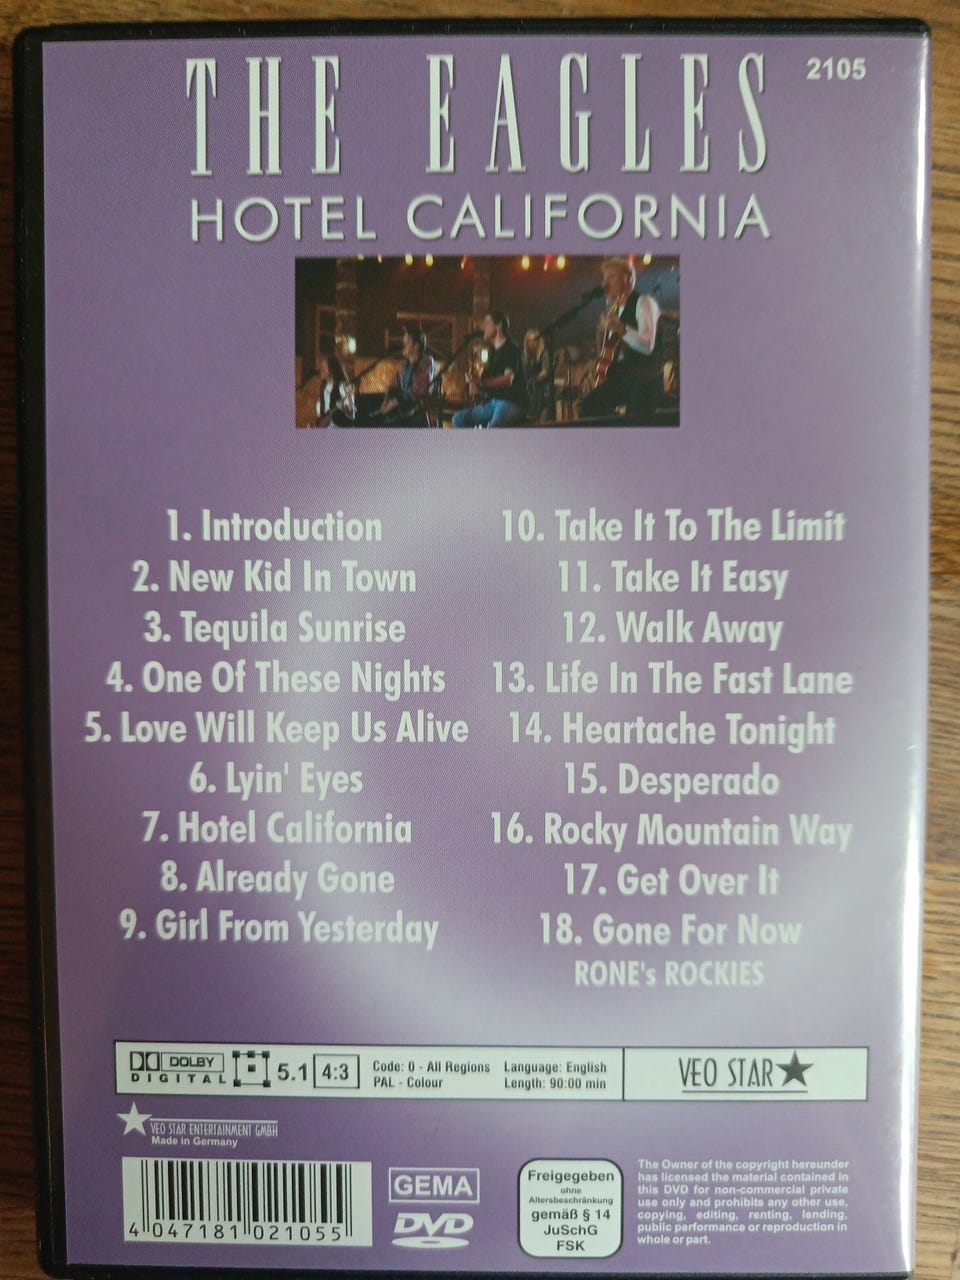 THE EAGLES
2105
HOTEL CALIFORNIA
1. Introduction
2. New Kid In Town
3. Tequila Sunrise
4. One Of These Nights
5. Love Will Keep Us Alive
6. Lyin' Eyes
7. Hotel California
8. Already Gone
9. Girl From Yesterday
10. Take It To The Limit
11. Take It Easy
12. Walk Away
13. Life In The Fast Lane
14. Heartache Tonight
15. Desperado
16. Rocky Mountain Way
17. Get Over It
18. Gone For Now
RONE's ROCKIES
DOLBY
DIGITAL
5.1
4:3
Code: 0 - All Regions
PAL - Colour
Language: English
Length: 90:00 min
VEO STAR
VEO STAR ENTERTAINMENT GMBH
Made in Germany
4 047181 021055
GEMA
DVD
Freigegeben
ohne
Altersbeschränkung
gemäß § 14
JuSchG
FSK
The Owner of the copyright hereunder
has licensed the material contained in
this DVD for non-commercial private
use only and prohibits any other use,
copying, editing, renting, lending,
public performance or reproduction in
whole or part.